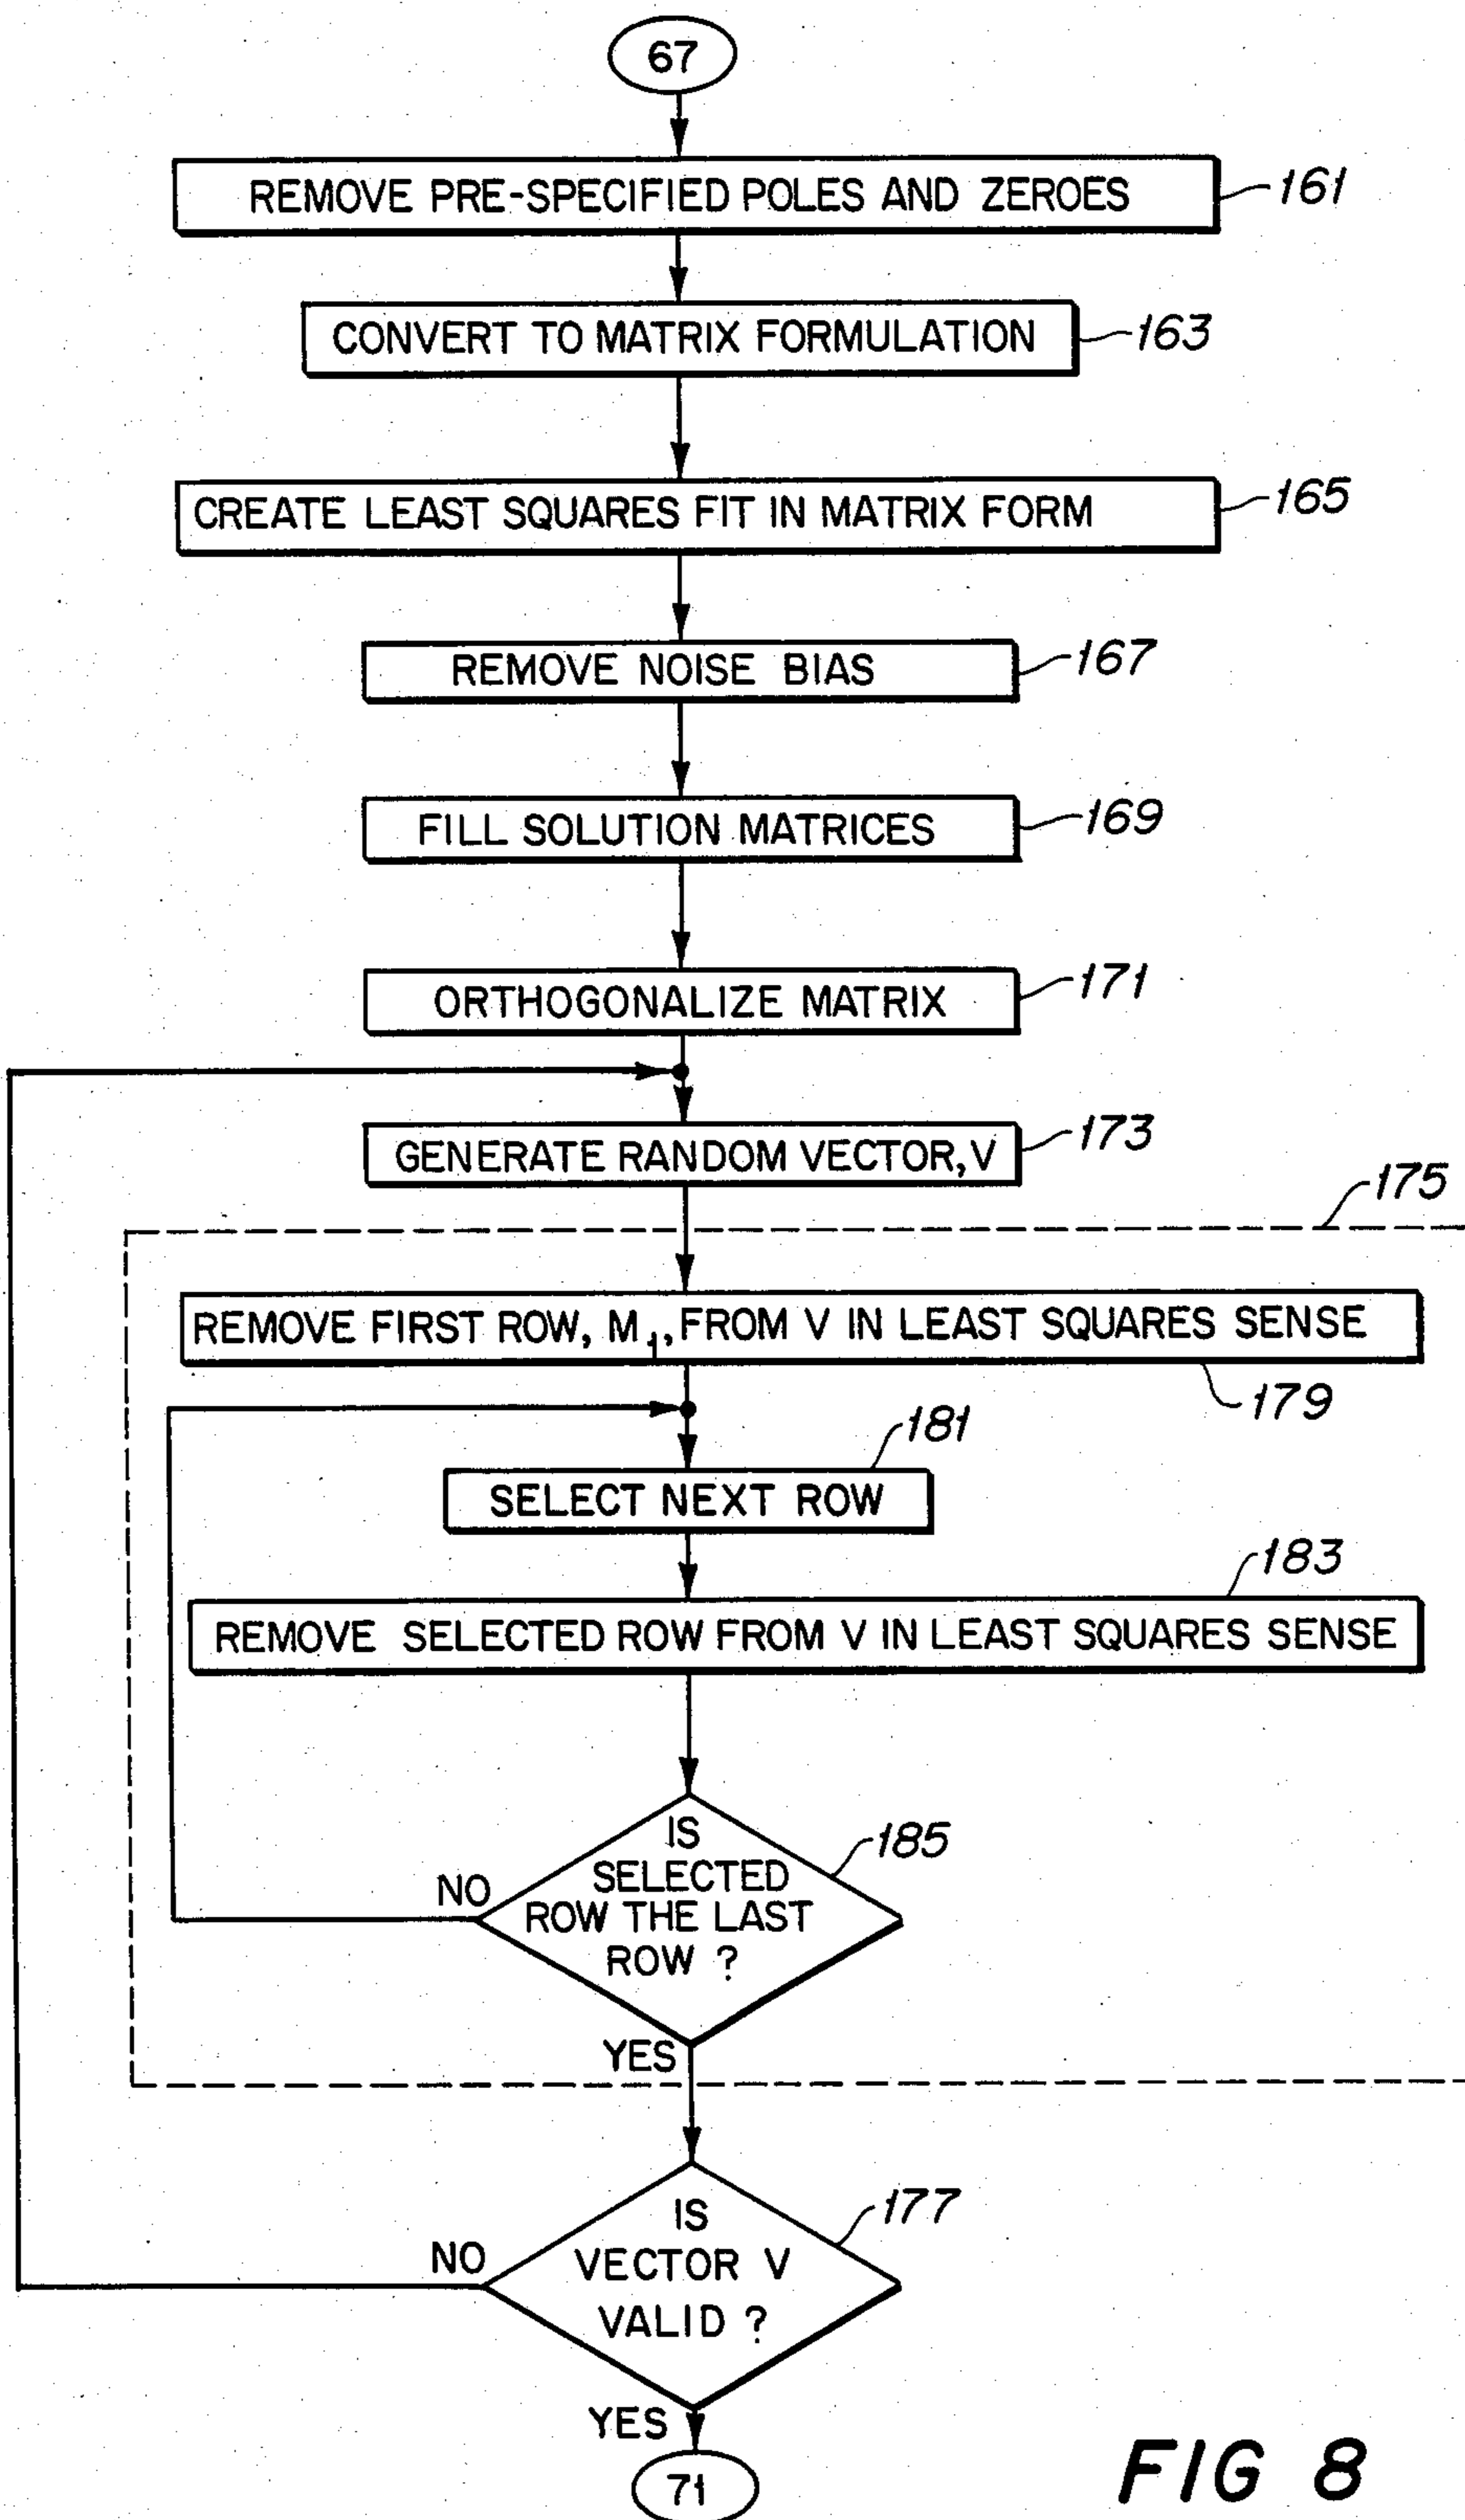 67
REMOVE PRE-SPECIFIED POLES AND ZEROES
161
CONVERT TO MATRIX FORMULATION
163
CREATE LEAST SQUARES FIT IN MATRIX FORM
165
REMOVE NOISE BIAS
167
FILL SOLUTION MATRICES
169
ORTHOGONALIZE MATRIX
171
GENERATE RANDOM VECTOR, V
173
175
REMOVE FIRST ROW, M₁, FROM V IN LEAST SQUARES SENSE
179
181
SELECT NEXT ROW
183
REMOVE SELECTED ROW FROM V IN LEAST SQUARES SENSE
185
IS
SELECTED
NO
ROW THE LAST
ROW ?
YES
177
IS
NO
VECTOR V
VALID ?
YES
71
FIG 8